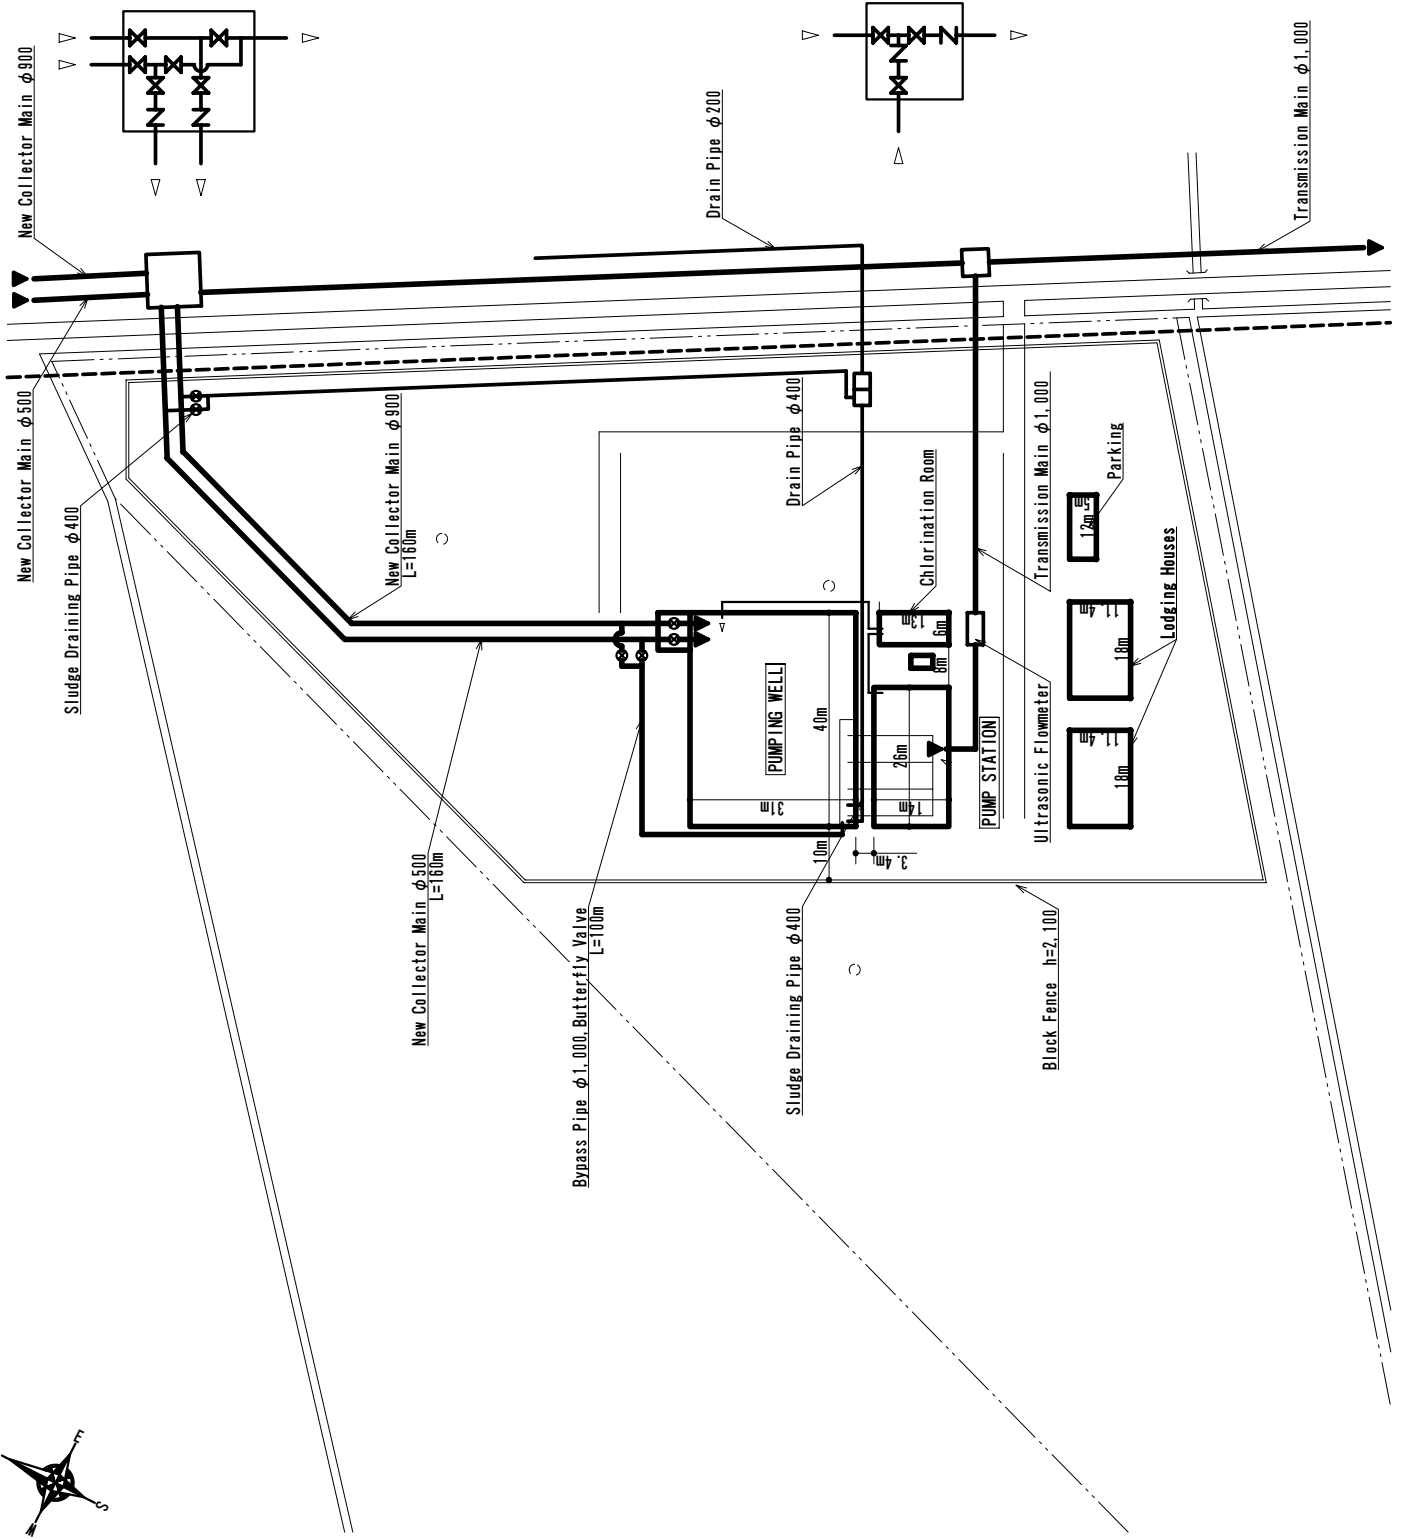 New Collector Main φ900
New Collector Main φ500
Sludge Draining Pipe φ400
New Collector Main φ900
L=160m
New Collector Main φ500
L=160m
Bypass Pipe φ1,000,Butterfly Valve
L=100m
Drain Pipe φ200
Drain Pipe φ400
Sludge Draining Pipe φ400
PUMPING WELL
40m
31m
10m
3.4m
26m
14m
PUMP STATION
Chlorination Room
13m
6m
8m
Transmission Main φ1,000
Transmission Main φ1,000
Ultrasonic Flowmeter
Block Fence h=2,100
Parking
12m
5m
Lodging Houses
11.4m
18m
11.4m
18m
E
S
W